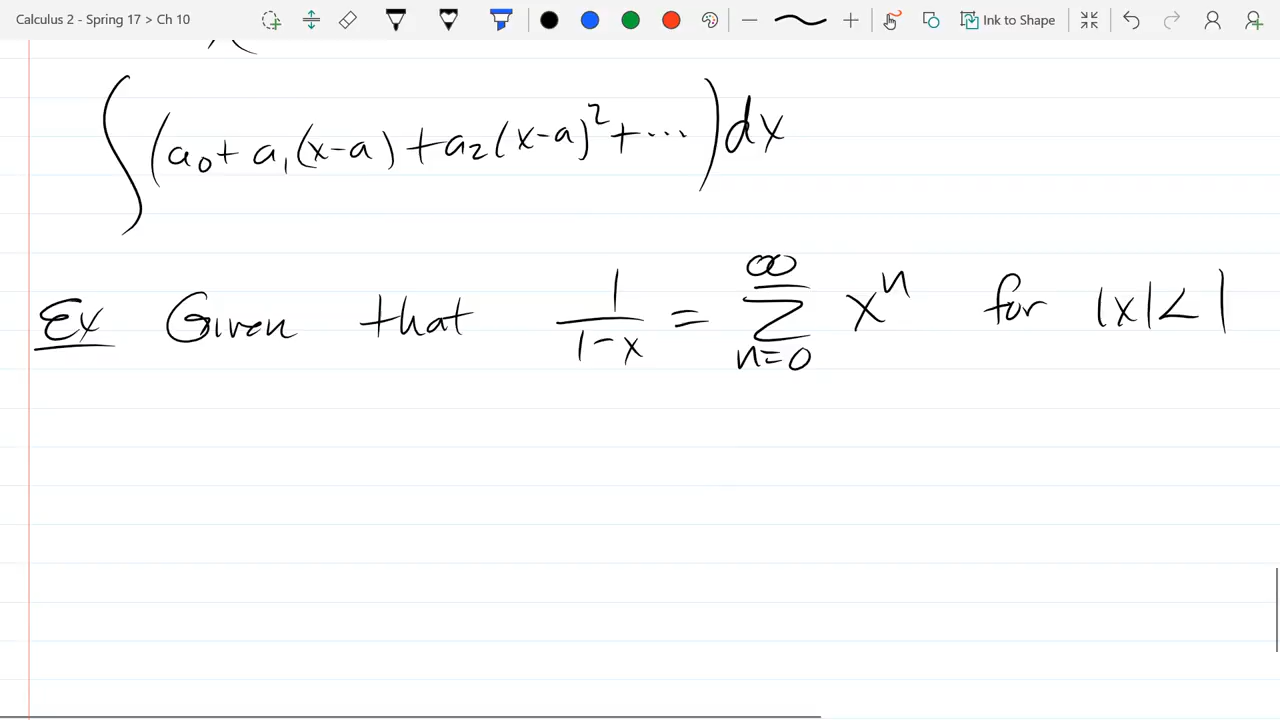 Calculus 2 - Spring 17 > Ch 10
Ink to Shape
∫(a₀ + a₁(x-a) + a₂(x-a)² + ...)dx
Ex Given that 1/(1-x) = ∑_{n=0}^{∞} xⁿ for |x| < 1